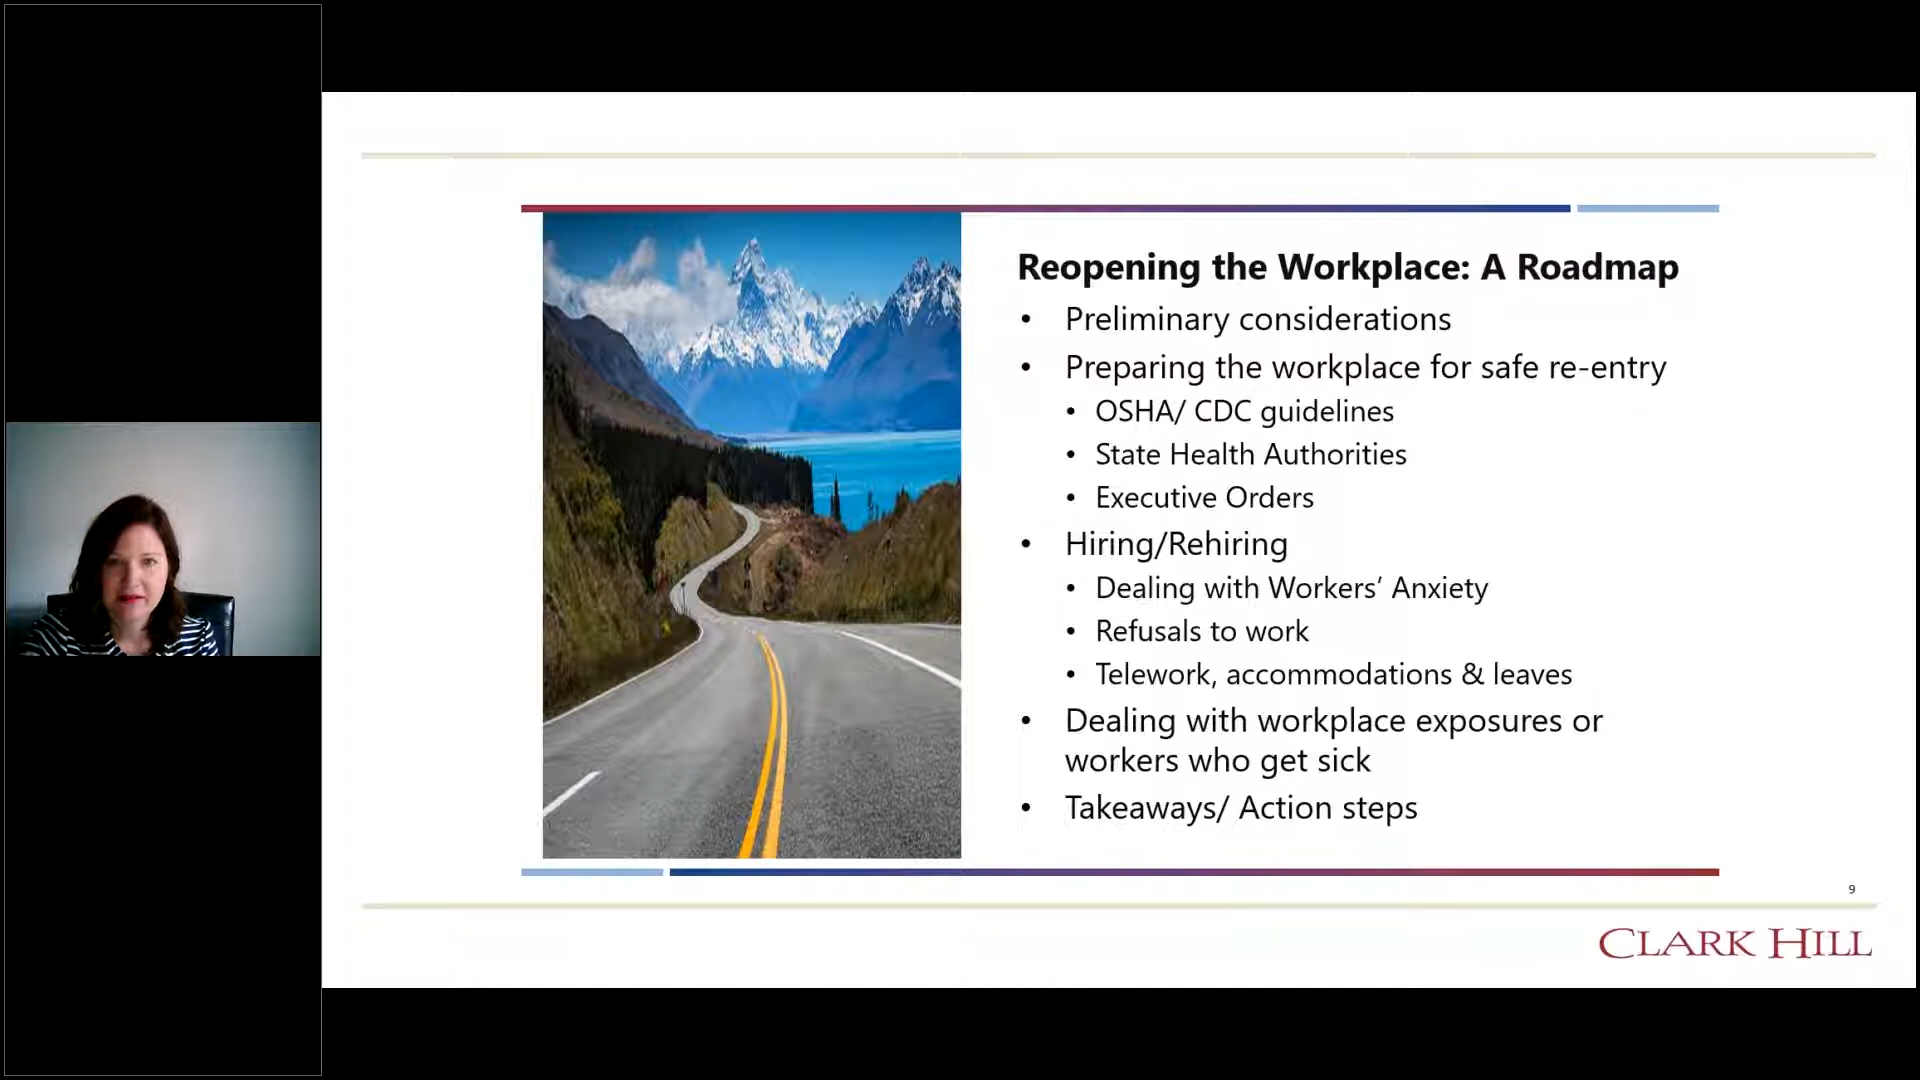 Reopening the Workplace: A Roadmap
• Preliminary considerations
• Preparing the workplace for safe re-entry
• OSHA/ CDC guidelines
• State Health Authorities
• Executive Orders
• Hiring/Rehiring
• Dealing with Workers’ Anxiety
• Refusals to work
• Telework, accommodations & leaves
• Dealing with workplace exposures or
workers who get sick
• Takeaways/ Action steps
9
CLARK HILL